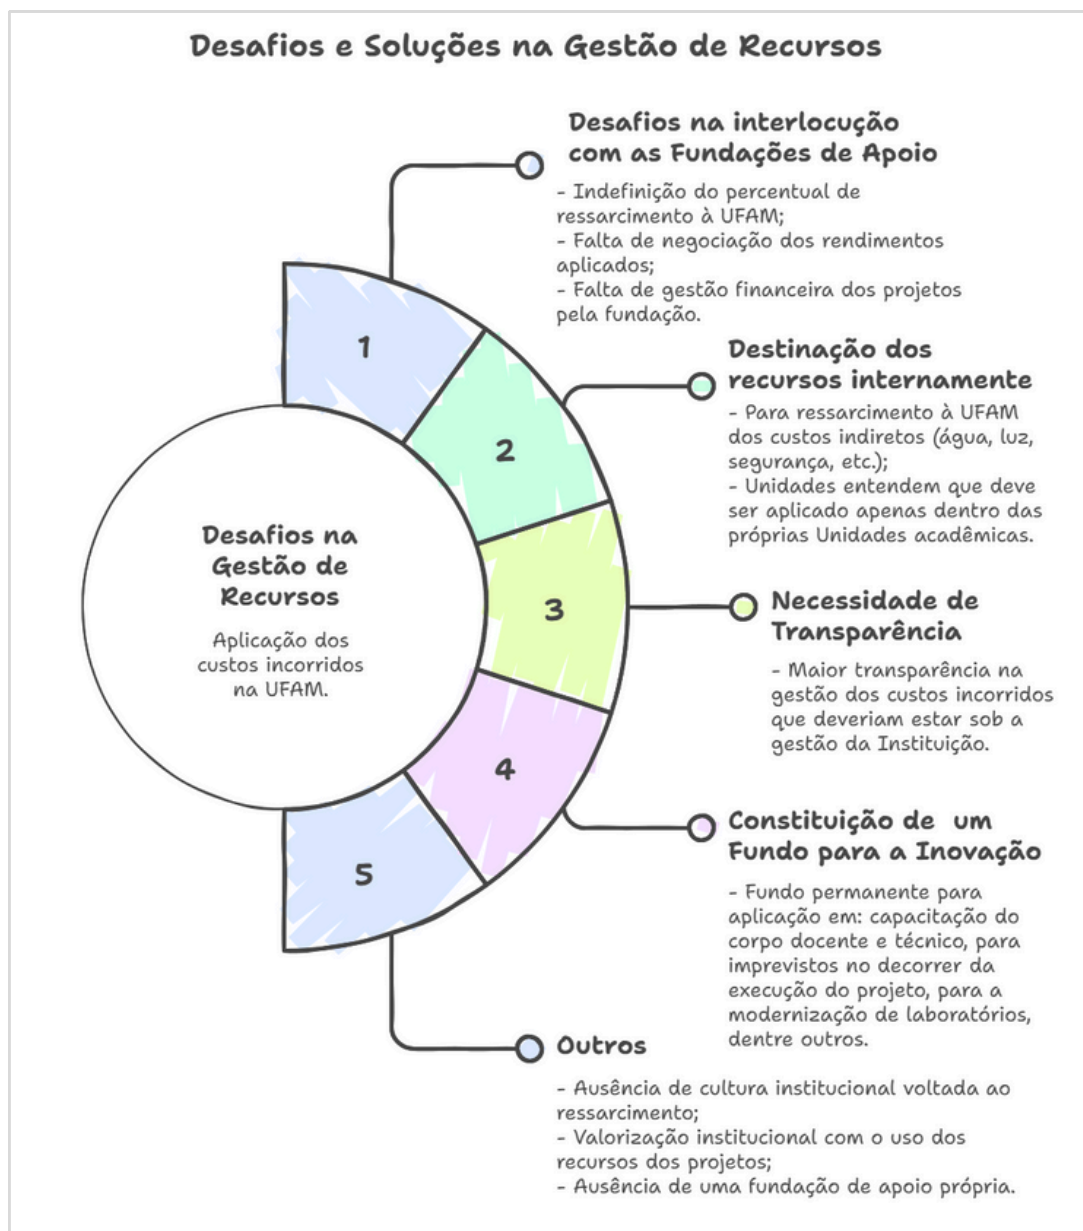 Desafios e Soluções na Gestão de Recursos
Desafios na interlocução
com as Fundações de Apoio
- Indefinição do percentual de
ressarcimento à UFAM;
- Falta de negociação dos rendimentos
aplicados;
- Falta de gestão financeira dos projetos
pela fundação.
1
Destinação dos
recursos internamente
- Para ressarcimento à UFAM
dos custos indiretos (água, luz,
segurança, etc.);
- Unidades entendem que deve
ser aplicado apenas dentro das
próprias Unidades acadêmicas.
2
Desafios na
Gestão de
Recursos
Aplicação dos
custos incorridos
na UFAM.
3
Necessidade de
Transparência
- Maior transparência na
gestão dos custos incorridos
que deveriam estar sob a
gestão da Instituição.
4
Constituição de um
Fundo para a Inovação
- Fundo permanente para
aplicação em: capacitação do
corpo docente e técnico, para
imprevistos no decorrer da
execução do projeto, para a
modernização de laboratórios,
dentre outros.
5
Outros
- Ausência de cultura institucional voltada ao
ressarcimento;
- Valorização institucional com o uso dos
recursos dos projetos;
- Ausência de uma fundação de apoio própria.